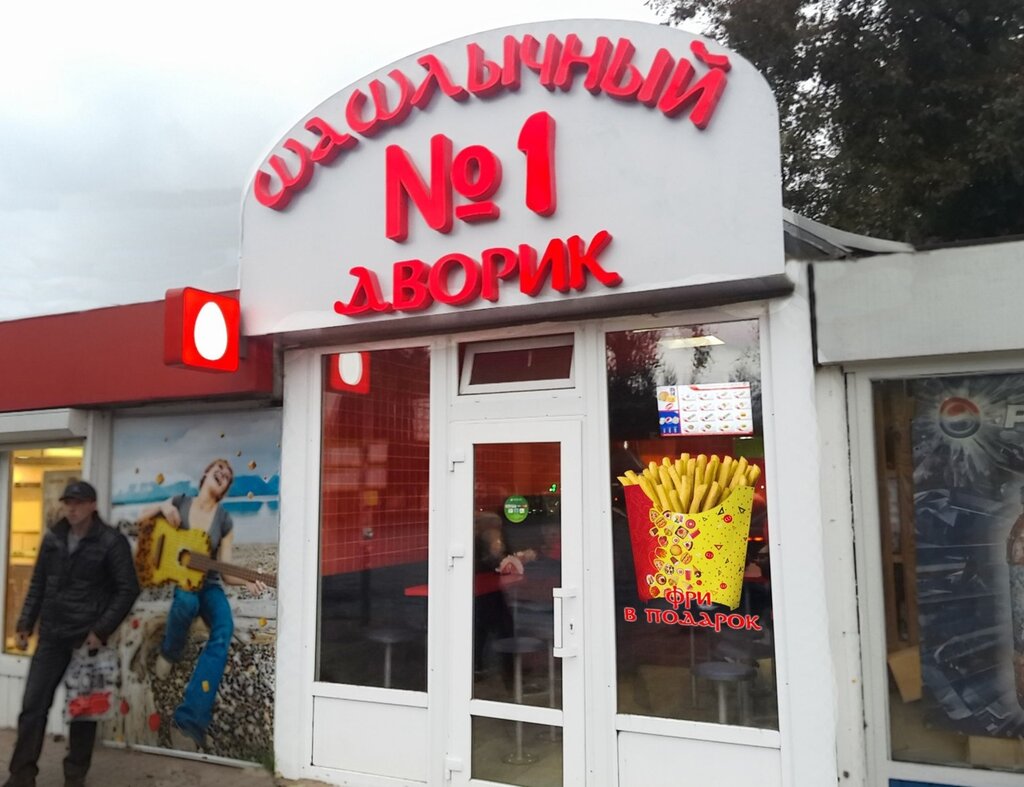 шашлычный
№1
дворик
фри
в подарок